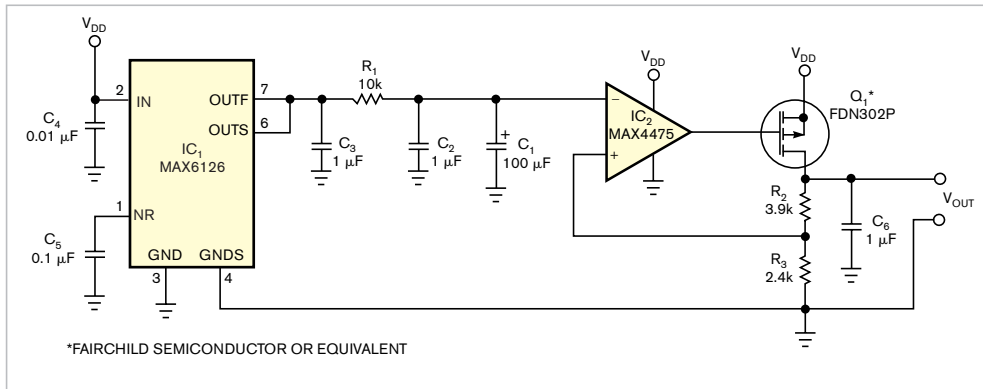 VDD
2
IN
C4
0.01 µF
1
NR
C5
0.1 µF
GND
GNDS
3
4
IC1
MAX6126
OUTF
7
OUTS
6
C3
1 µF
R1
10k
C2
1 µF
+
C1
100 µF
VDD
−
IC2
MAX4475
+
VDD
Q1*
FDN302P
R2
3.9k
R3
2.4k
C6
1 µF
VOUT
*FAIRCHILD SEMICONDUCTOR OR EQUIVALENT